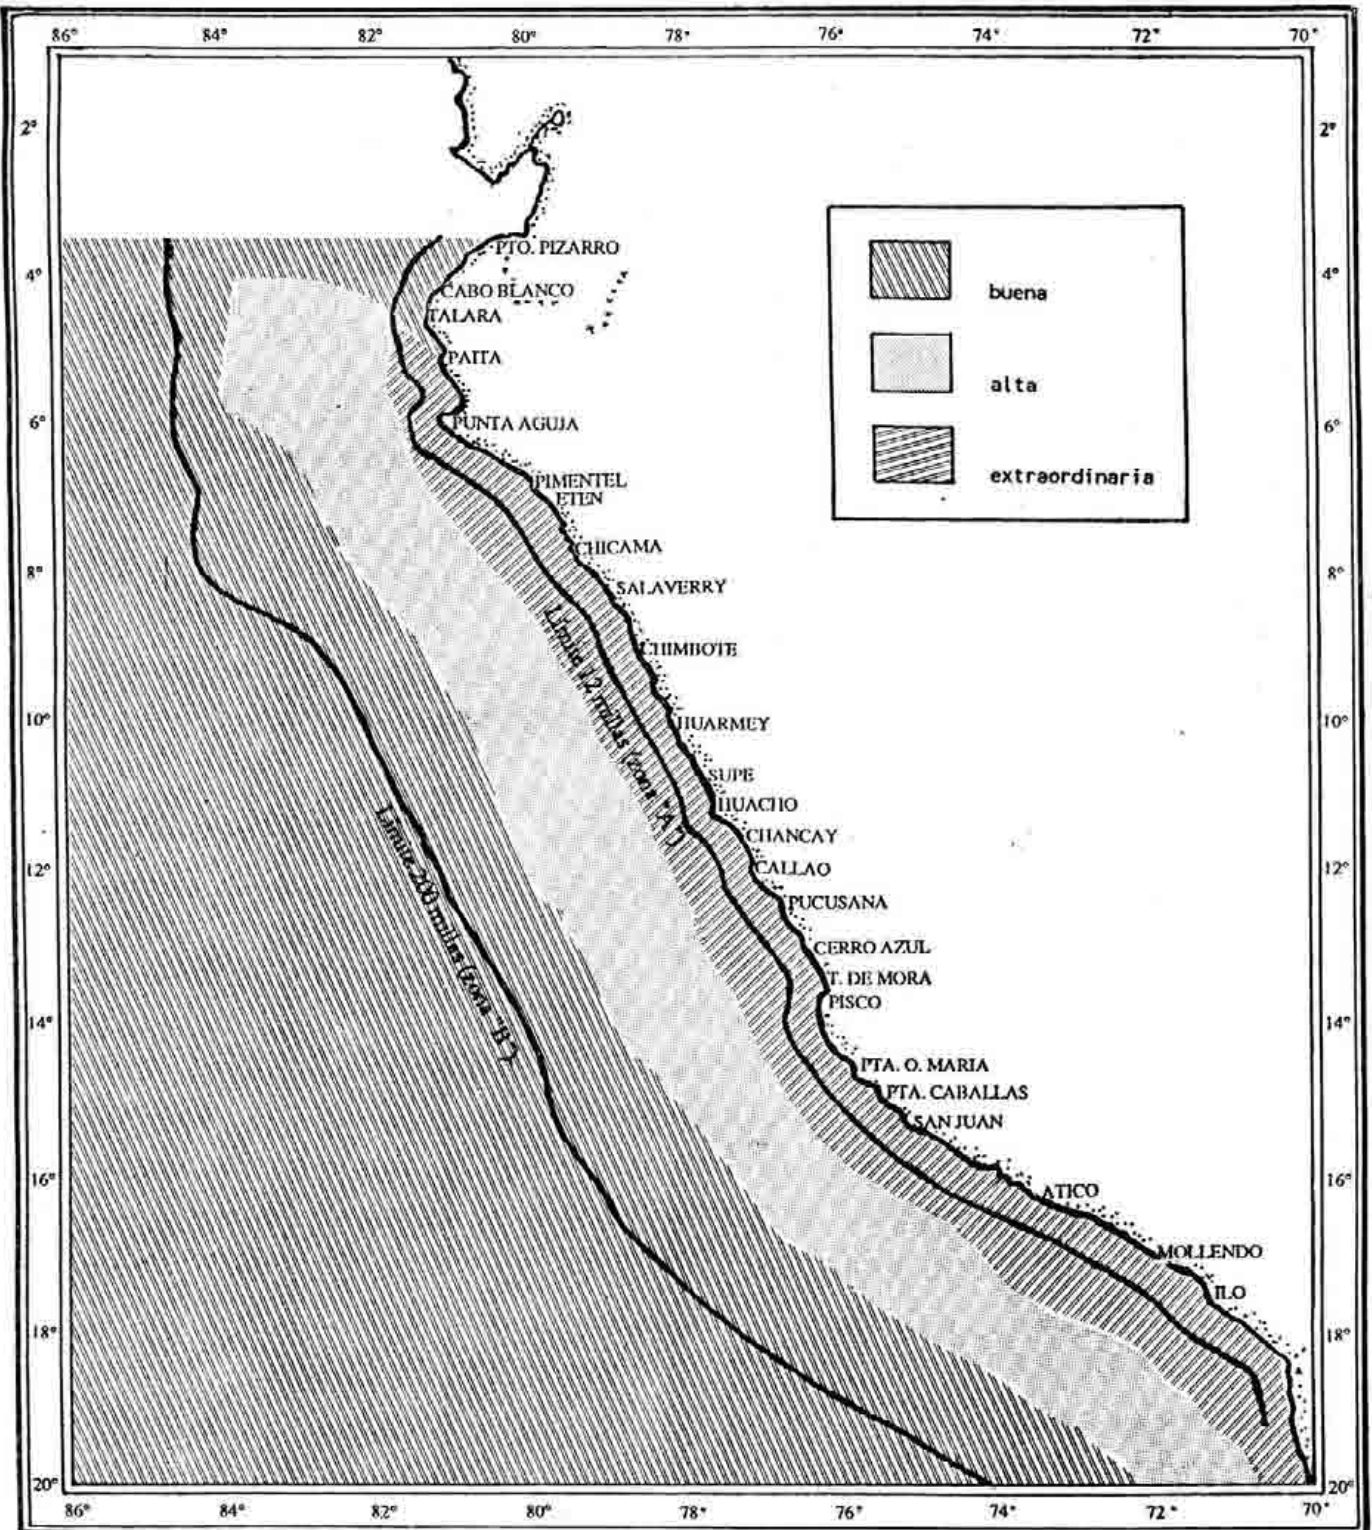 86° 84° 82° 80° 78° 76° 74° 72° 70°
2° 2°
PTO. PIZARRO
4° 4°
CABO BLANCO
TALARA
PAITA
6° 6°
PUNTA AGUJA
PIMENTEL
ETEN
CHICAMA
8° 8°
SALAVERRY
CHIMBOTE
10° 10°
HUARMEY
SUPE
HUACHO
CHANCAY
12° 12°
CALLAO
PUCUSANA
CERRO AZUL
T. DE MORA
PISCO
14° 14°
PTA. O. MARIA
PTA. CABALLAS
SAN JUAN
16° 16°
ATICO
MOLLENDO
ILO
18° 18°
20° 20°
86° 84° 82° 80° 78° 76° 74° 72° 70°
Límite 12 millas (zona "A")
Límite 200 millas (zona "B")
buena
alta
extraordinaria